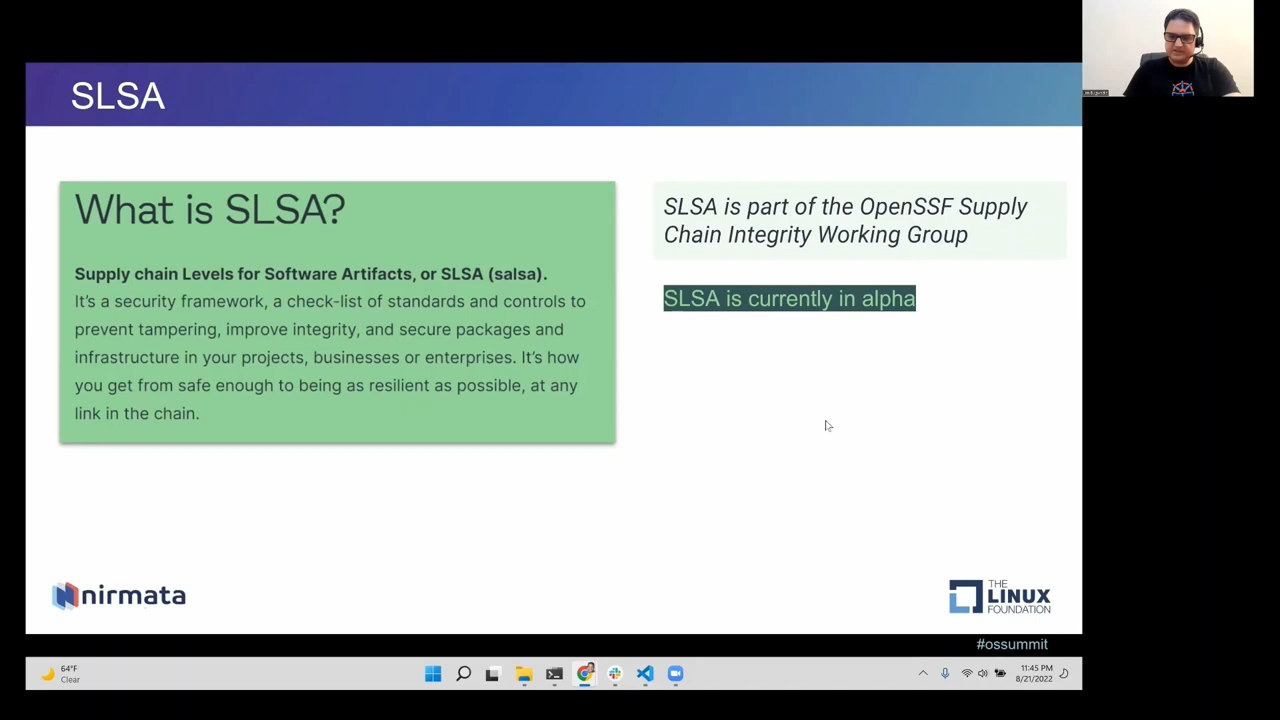 SLSA
What is SLSA?
Supply chain Levels for Software Artifacts, or SLSA (salsa).
It's a security framework, a check-list of standards and controls to
prevent tampering, improve integrity, and secure packages and
infrastructure in your projects, businesses or enterprises. It's how
you get from safe enough to being as resilient as possible, at any
link in the chain.
SLSA is part of the OpenSSF Supply
Chain Integrity Working Group
SLSA is currently in alpha
nirmata
THE
LINUX
FOUNDATION
#ossummit
64°F
Clear
11:45 PM
8/21/2022